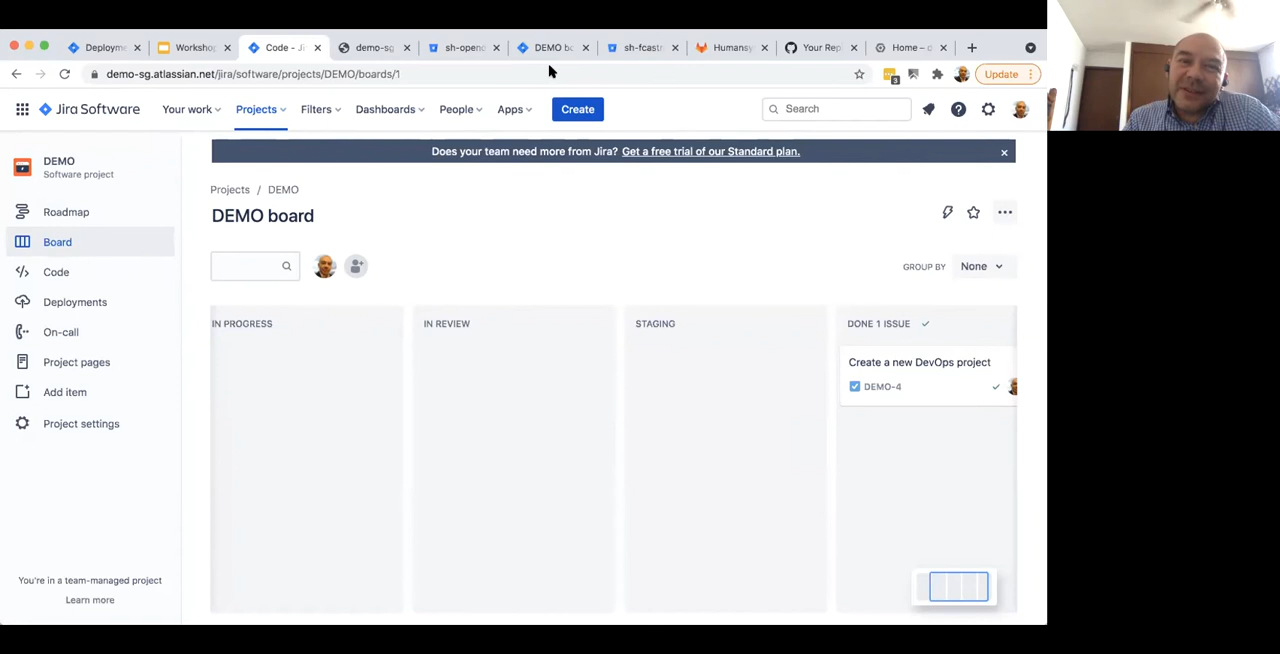 Deployme
Workshop
Code - Ji
demo-sg
sh-openc
DEMO bo
sh-fcastr
Humansy
Your Rep
Home –
demo-sg.atlassian.net/jira/software/projects/DEMO/boards/1
3
Update
Jira Software
Your work
Projects
Filters
Dashboards
People
Apps
Create
Search
DEMO
Software project
Does your team need more from Jira? Get a free trial of our Standard plan.
Projects / DEMO
DEMO board
Roadmap
Board
Code
Deployments
On-call
Project pages
Add item
Project settings
GROUP BY None
IN PROGRESS
IN REVIEW
STAGING
DONE 1 ISSUE
Create a new DevOps project
DEMO-4
You're in a team-managed project
Learn more